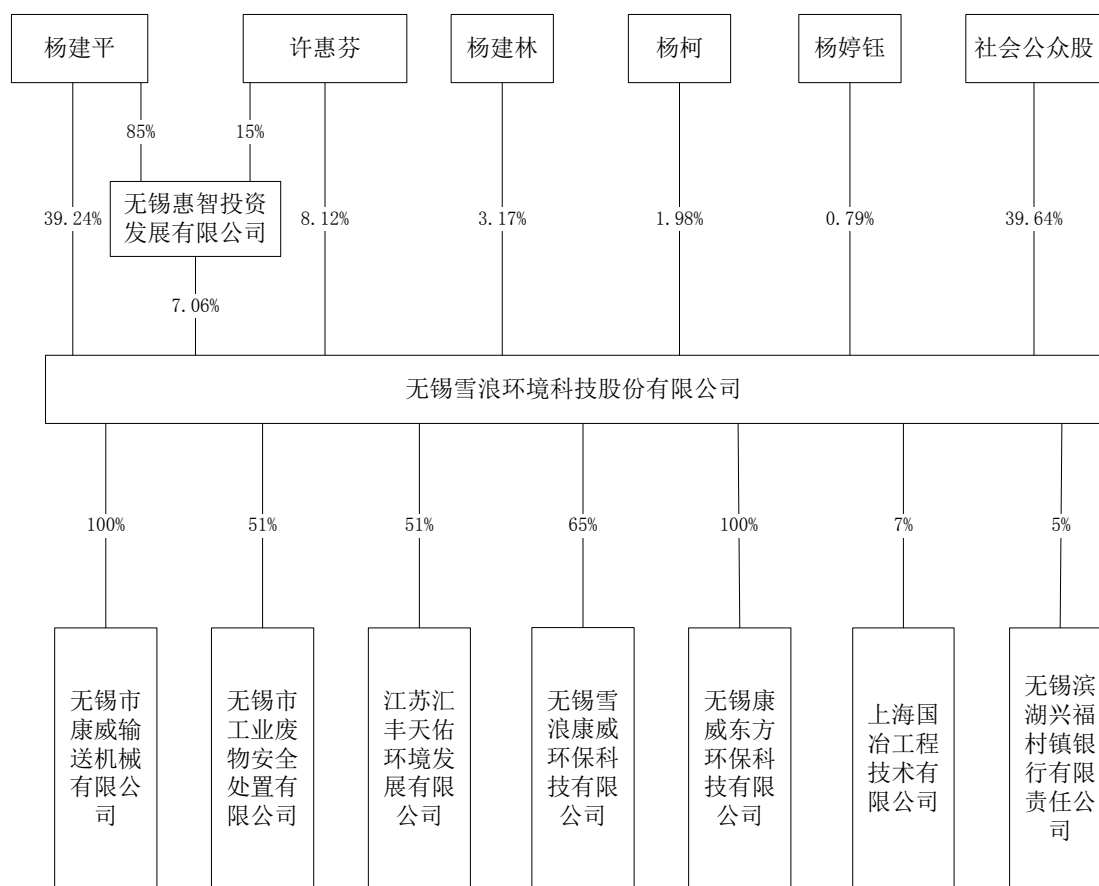 杨建平
许惠芬
杨建林
杨柯
杨婷钰
社会公众股
85%
15%
无锡惠智投资
发展有限公司
39.24%
8.12%
3.17%
1.98%
0.79%
39.64%
7.06%
无锡雪浪环境科技股份有限公司
100%
51%
51%
65%
100%
7%
5%
无锡市
康威输
送机械
有限公
司
无锡市
工业废
物安全
处置有
限公司
江苏汇
丰天佑
环境发
展有限
公司
无锡雪
浪康威
环保科
技有限
公司
无锡康
威东方
环保科
技有限
公司
上海国
冶工程
技术有
限公司
无锡滨
湖兴福
村镇银
行有限
责任公
司